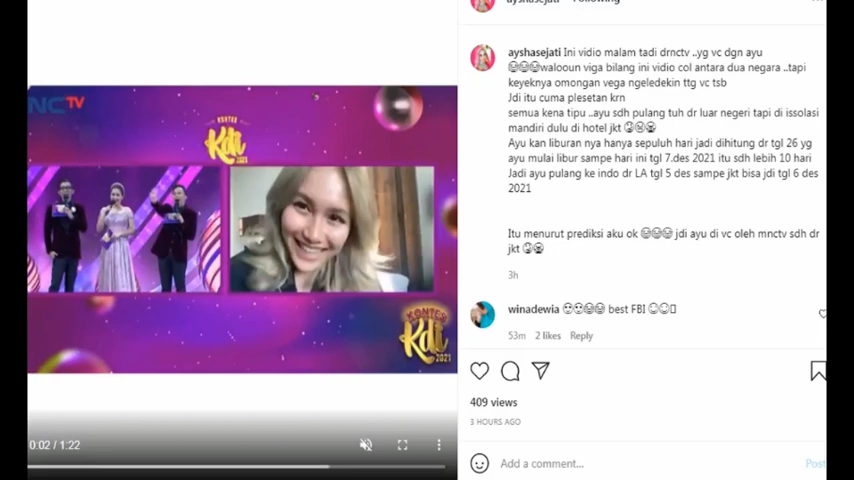 ayshasejati Following
NCTV
KONTES
Kdi
2021
KONTES
Kdi
2021
0:02 / 1:22
ayshasejati Ini vidio malam tadi drnctv ..yg vc dgn ayu
😂😂😂walooun viga bilang ini vidio col antara dua negara ..tapi
keyeknya omongan vega ngeledekin ttg vc tsb
Jdi itu cuma plesetan krn
semua kena tipu ..ayu sdh pulang tuh dr luar negeri tapi di issolasi
mandiri dulu di hotel jkt
Ayu kan liburan nya hanya sepuluh hari jadi dihitung dr tgl 26 yg
ayu mulai libur sampe hari ini tgl 7.des 2021 itu sdh lebih 10 hari
Jadi ayu pulang ke indo dr LA tgl 5 des sampe jkt bisa jdi tgl 6 des
2021
Itu menurut prediksi aku ok jdi ayu di vc oleh mnctv sdh dr
jkt
3h
winadewia best FBI
53m 2 likes Reply
409 views
3 HOURS AGO
Add a comment... Post